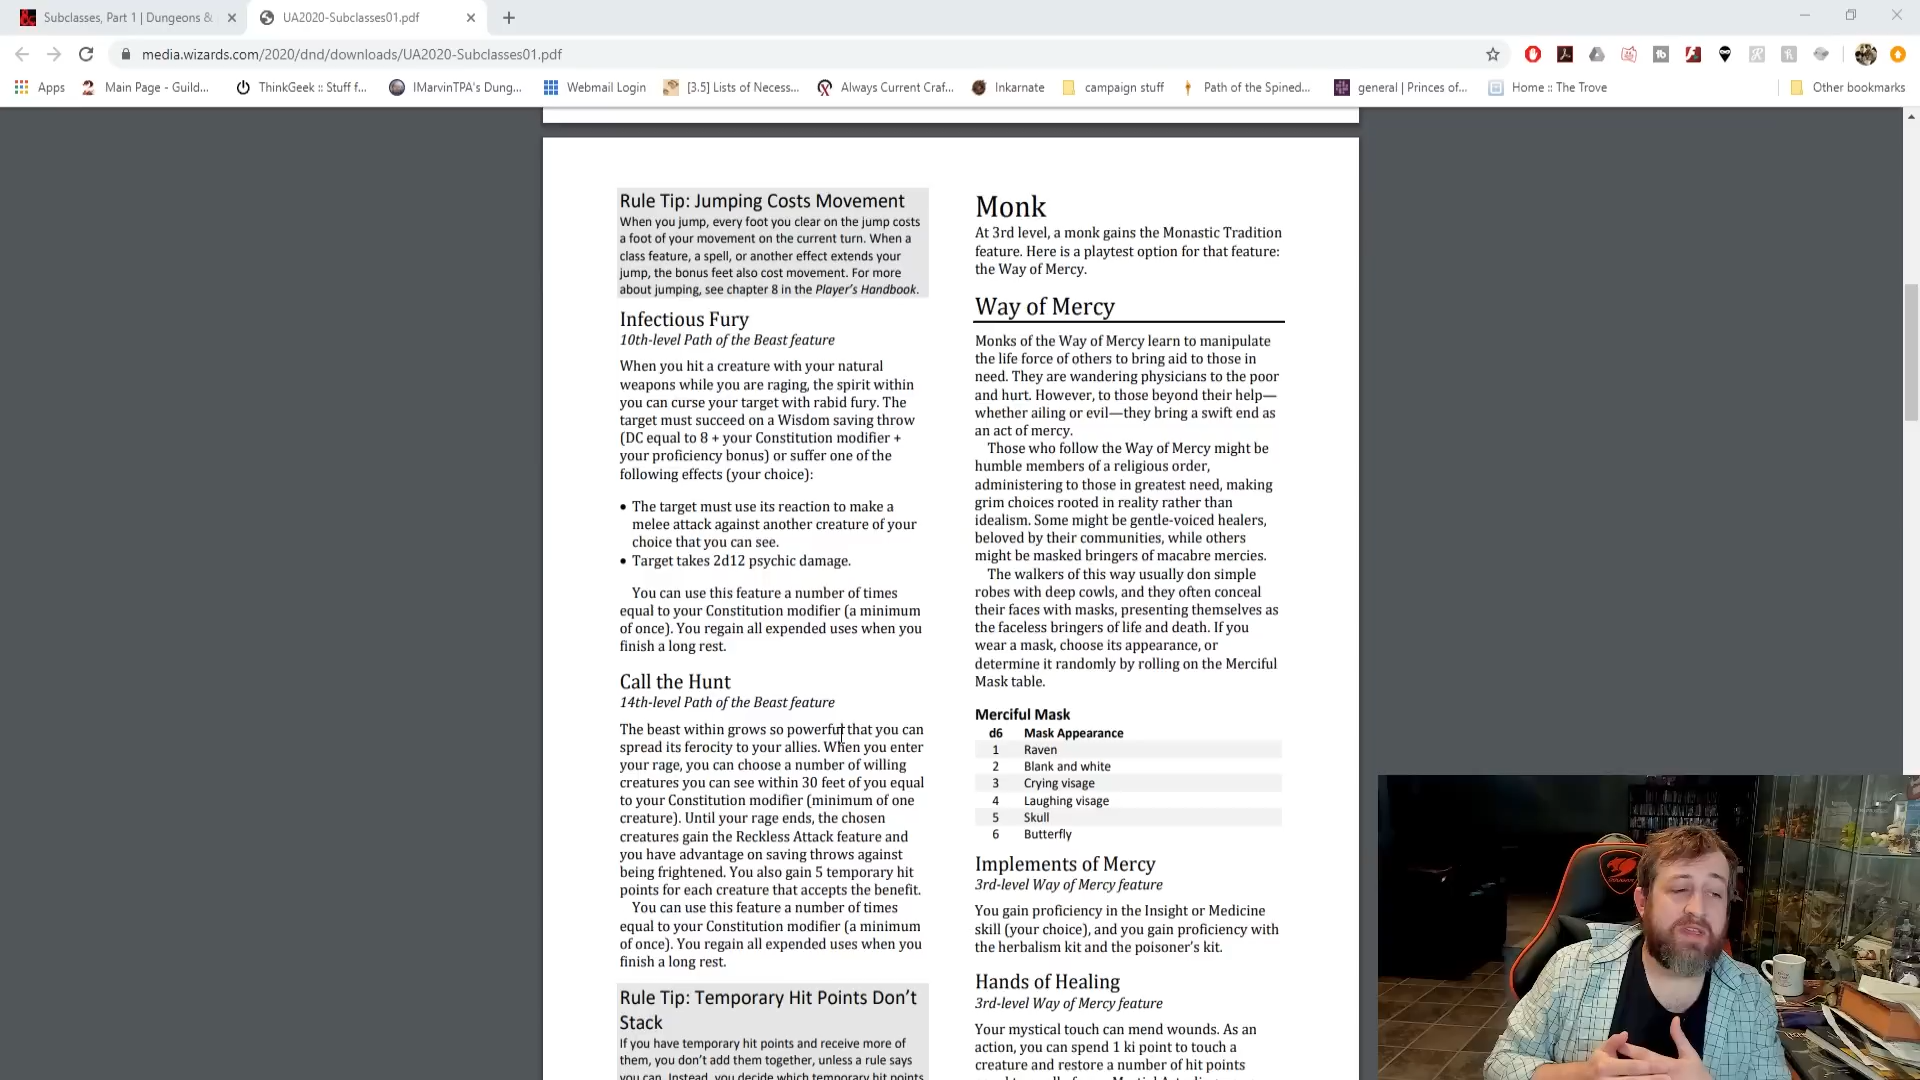 Subclasses, Part 1 | Dungeons &
UA2020-Subclasses01.pdf
media.wizards.com/2020/dnd/downloads/UA2020-Subclasses01.pdf
Apps
Main Page - Guild...
ThinkGeek :: Stuff f...
IMarvinTPA's Dung...
Webmail Login
[3.5] Lists of Necess...
Always Current Craf...
Inkarnate
campaign stuff
Path of the Spined...
general | Princes of...
Home :: The Trove
Other bookmarks
Rule Tip: Jumping Costs Movement
When you jump, every foot you clear on the jump costs
a foot of your movement on the current turn. When a
class feature, a spell, or another effect extends your
jump, the bonus feet also cost movement. For more
about jumping, see chapter 8 in the Player's Handbook.
Infectious Fury
10th-level Path of the Beast feature
When you hit a creature with your natural
weapons while you are raging, the spirit within
you can curse your target with rabid fury. The
target must succeed on a Wisdom saving throw
(DC equal to 8 + your Constitution modifier +
your proficiency bonus) or suffer one of the
following effects (your choice):
• The target must use its reaction to make a
melee attack against another creature of your
choice that you can see.
• Target takes 2d12 psychic damage.
You can use this feature a number of times
equal to your Constitution modifier (a minimum
of once). You regain all expended uses when you
finish a long rest.
Call the Hunt
14th-level Path of the Beast feature
The beast within grows so powerful that you can
spread its ferocity to your allies. When you enter
your rage, you can choose a number of willing
creatures you can see within 30 feet of you equal
to your Constitution modifier (minimum of one
creature). Until your rage ends, the chosen
creatures gain the Reckless Attack feature and
you have advantage on saving throws against
being frightened. You also gain 5 temporary hit
points for each creature that accepts the benefit.
You can use this feature a number of times
equal to your Constitution modifier (a minimum
of once). You regain all expended uses when you
finish a long rest.
Rule Tip: Temporary Hit Points Don't
Stack
If you have temporary hit points and receive more of
them, you don't add them together, unless a rule says
you can. Instead, you decide which temporary hit points
Monk
At 3rd level, a monk gains the Monastic Tradition
feature. Here is a playtest option for that feature:
the Way of Mercy.
Way of Mercy
Monks of the Way of Mercy learn to manipulate
the life force of others to bring aid to those in
need. They are wandering physicians to the poor
and hurt. However, to those beyond their help—
whether ailing or evil—they bring a swift end as
an act of mercy.
Those who follow the Way of Mercy might be
humble members of a religious order,
administering to those in greatest need, making
grim choices rooted in reality rather than
idealism. Some might be gentle-voiced healers,
beloved by their communities, while others
might be masked bringers of macabre mercies.
The walkers of this way usually don simple
robes with deep cowls, and they often conceal
their faces with masks, presenting themselves as
the faceless bringers of life and death. If you
wear a mask, choose its appearance, or
determine it randomly by rolling on the Merciful
Mask table.
Merciful Mask
d6 Mask Appearance
1 Raven
2 Blank and white
3 Crying visage
4 Laughing visage
5 Skull
6 Butterfly
Implements of Mercy
3rd-level Way of Mercy feature
You gain proficiency in the Insight or Medicine
skill (your choice), and you gain proficiency with
the herbalism kit and the poisoner's kit.
Hands of Healing
3rd-level Way of Mercy feature
Your mystical touch can mend wounds. As an
action, you can spend 1 ki point to touch a
creature and restore a number of hit points